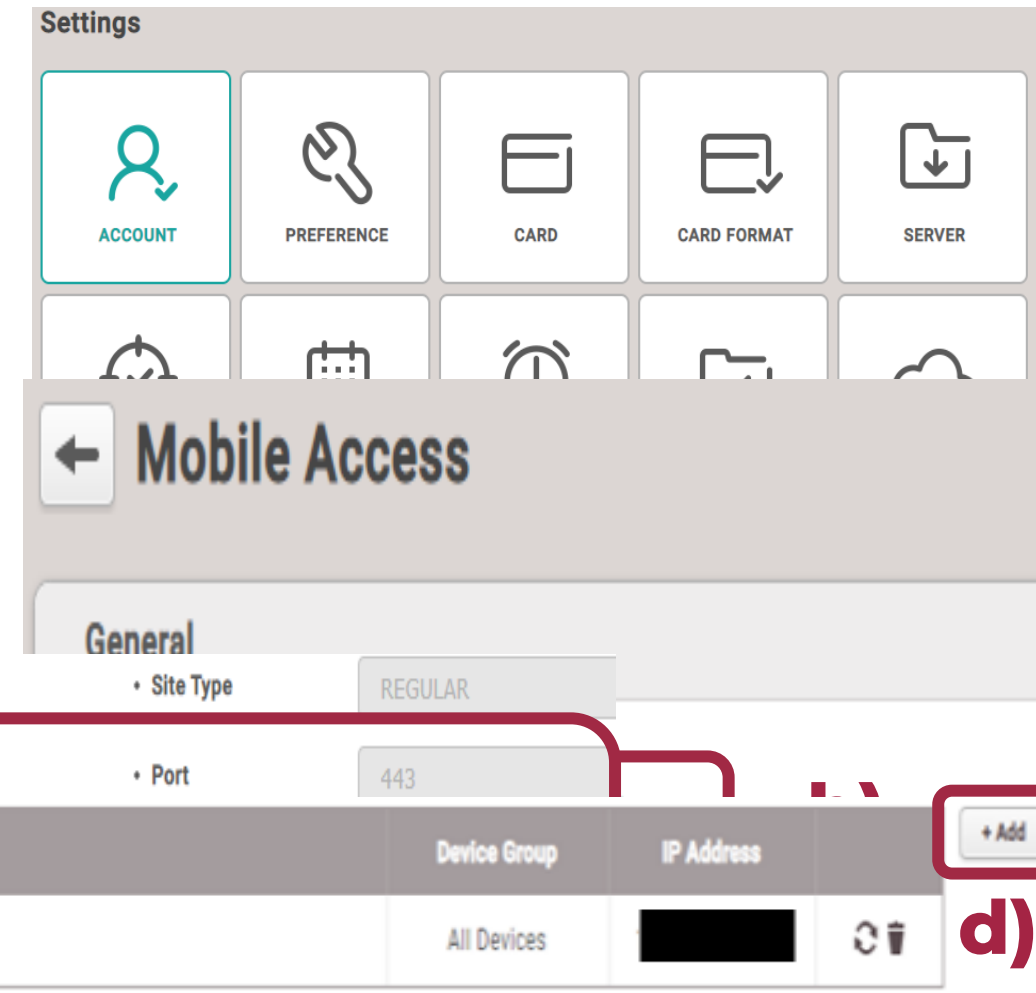 Settings
ACCOUNT PREFERENCE CARD CARD FORMAT SERVER
Mobile Access
General
• Site Type REGULAR
• Port 443
Device Group IP Address + Add
All Devices
d)